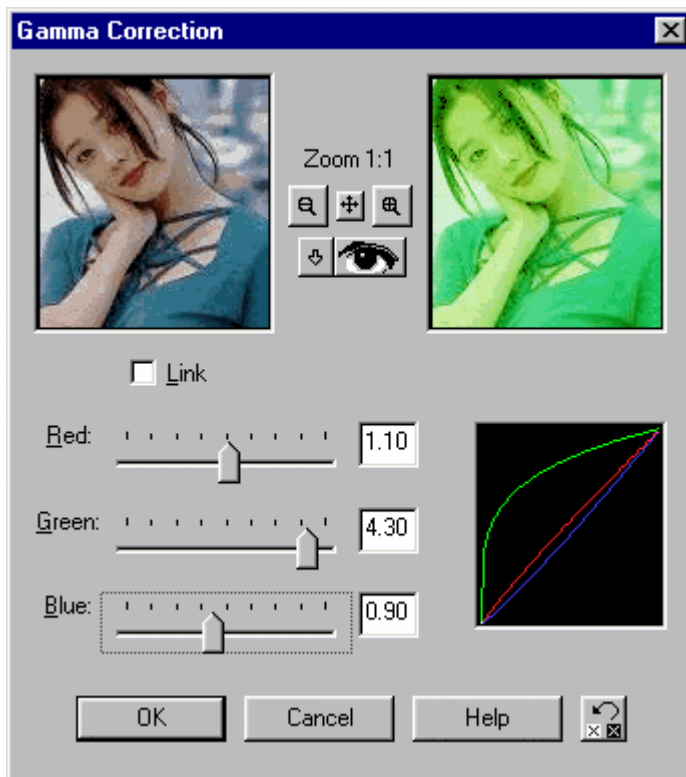 Gamma Correction
Zoom 1:1
Link
Red: 1.10
Green: 4.30
Blue: 0.90
OK Cancel Help